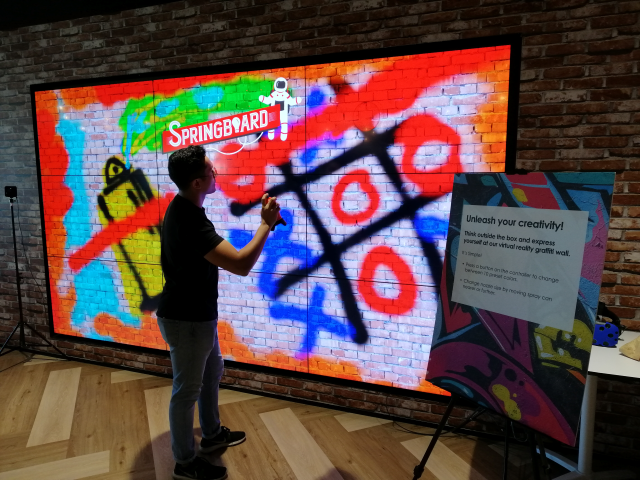 SPRINGBOARD
Unleash your creativity!
Think outside the box and express
yourself at our virtual reality graffiti wall.
It's simple:
• Press a button on the controller to change
between 10 preset colors.
• Change nozzle size by moving spray can
nearer or further.